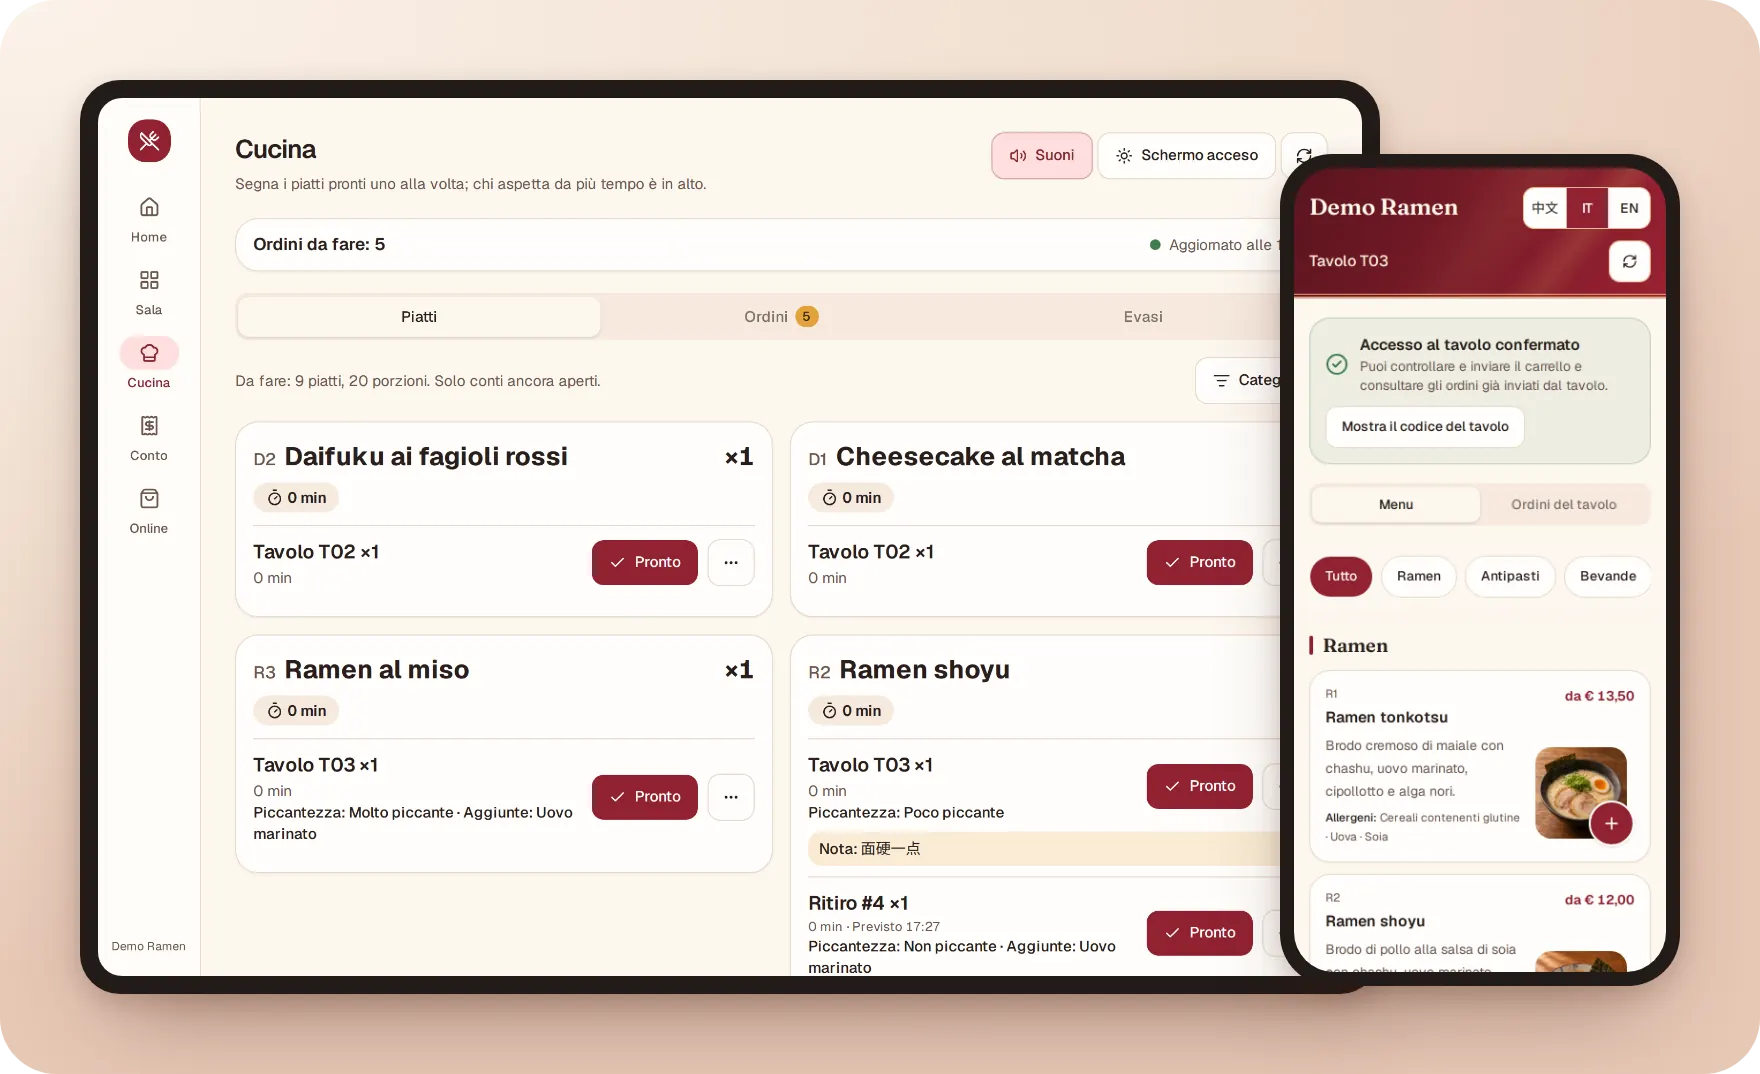 Home
Sala
Cucina
Conto
Online
Demo Ramen
Cucina
Segna i piatti pronti uno alla volta; chi aspetta da più tempo è in alto.
Suoni
Schermo acceso
Ordini da fare: 5
Aggiornato alle
Piatti
Ordini 5
Evasi
Da fare: 9 piatti, 20 porzioni. Solo conti ancora aperti.
Categ
D2 Daifuku ai fagioli rossi ×1
0 min
Tavolo T02 ×1
0 min
Pronto
D1 Cheesecake al matcha
0 min
Tavolo T02 ×1
0 min
Pronto
R3 Ramen al miso ×1
0 min
Tavolo T03 ×1
0 min
Piccantezza: Molto piccante · Aggiunte: Uovo
marinato
Pronto
R2 Ramen shoyu
0 min
Tavolo T03 ×1
0 min
Piccantezza: Poco piccante
Pronto
Nota: 面硬一点
Ritiro #4 ×1
0 min · Previsto 17:27
Piccantezza: Non piccante · Aggiunte: Uovo
marinato
Pronto
Demo Ramen
中文 IT EN
Tavolo T03
Accesso al tavolo confermato
Puoi controllare e inviare il carrello e
consultare gli ordini già inviati dal tavolo.
Mostra il codice del tavolo
Menu
Ordini del tavolo
Tutto
Ramen
Antipasti
Bevande
Ramen
R1
da € 13,50
Ramen tonkotsu
Brodo cremoso di maiale con
chashu, uovo marinato,
cipollotto e alga nori.
Allergeni: Cereali contenenti glutine
· Uova · Soia
R2
da € 12,00
Ramen shoyu
Brodo di pollo alla salsa di soia
con chashu, uovo marinato